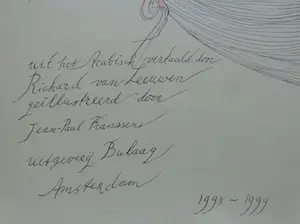 uit het Arabisch vertaald door
Richard van Leeuwen
geïllustreerd door
Jean-Paul Franssens
uitgeverij Bulaaq
Amsterdam
1993 - 1999